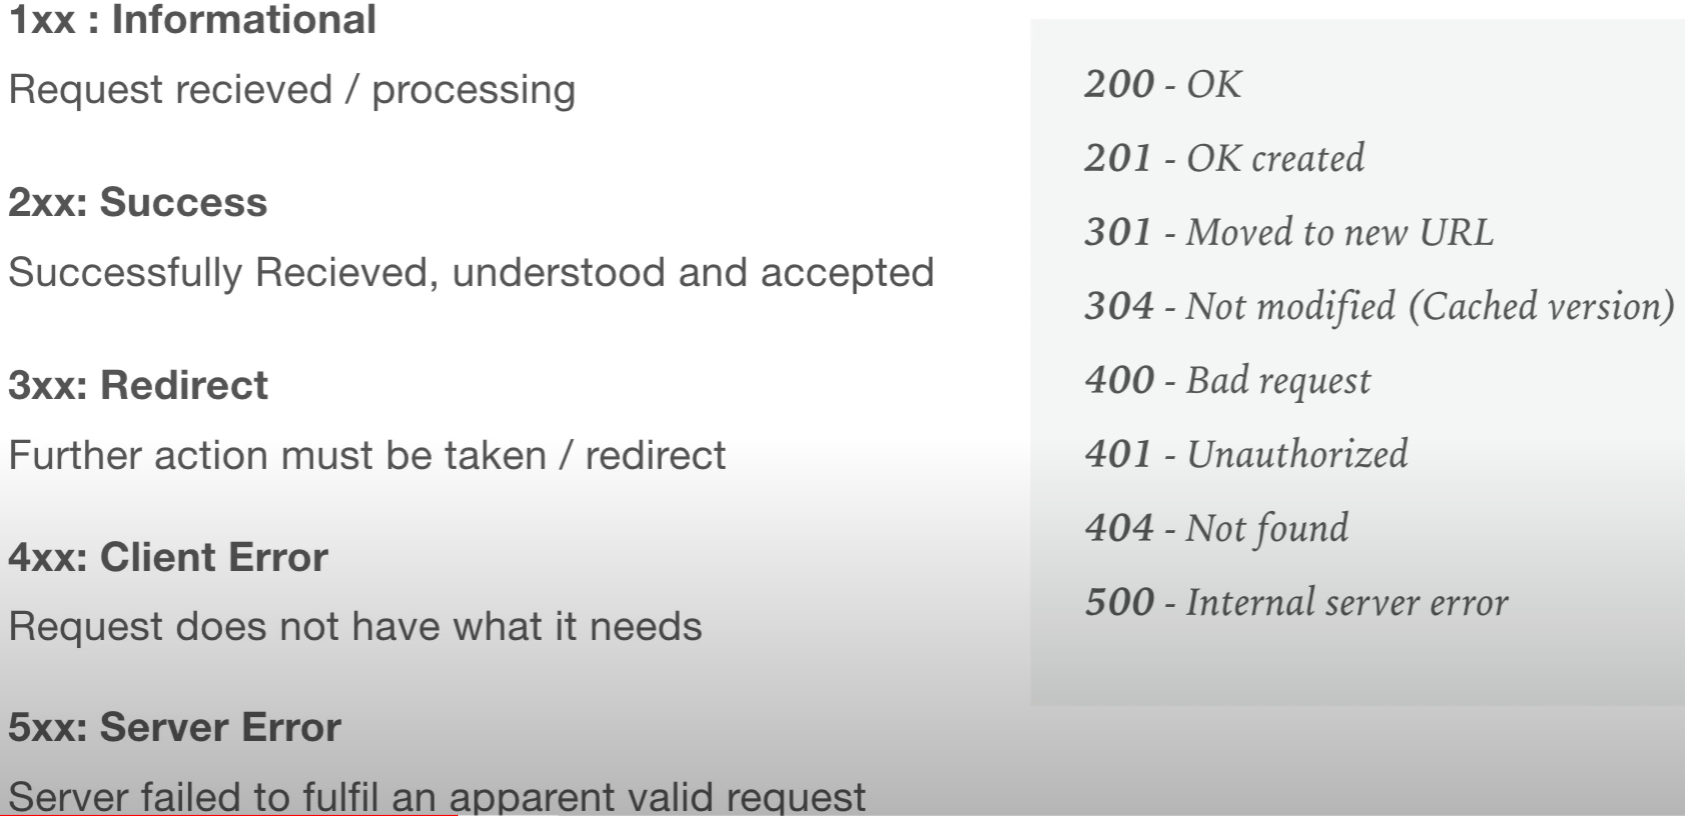 1xx : Informational
Request recieved / processing
2xx: Success
Successfully Recieved, understood and accepted
3xx: Redirect
Further action must be taken / redirect
4xx: Client Error
Request does not have what it needs
5xx: Server Error
Server failed to fulfil an apparent valid request
200 - OK
201 - OK created
301 - Moved to new URL
304 - Not modified (Cached version)
400 - Bad request
401 - Unauthorized
404 - Not found
500 - Internal server error